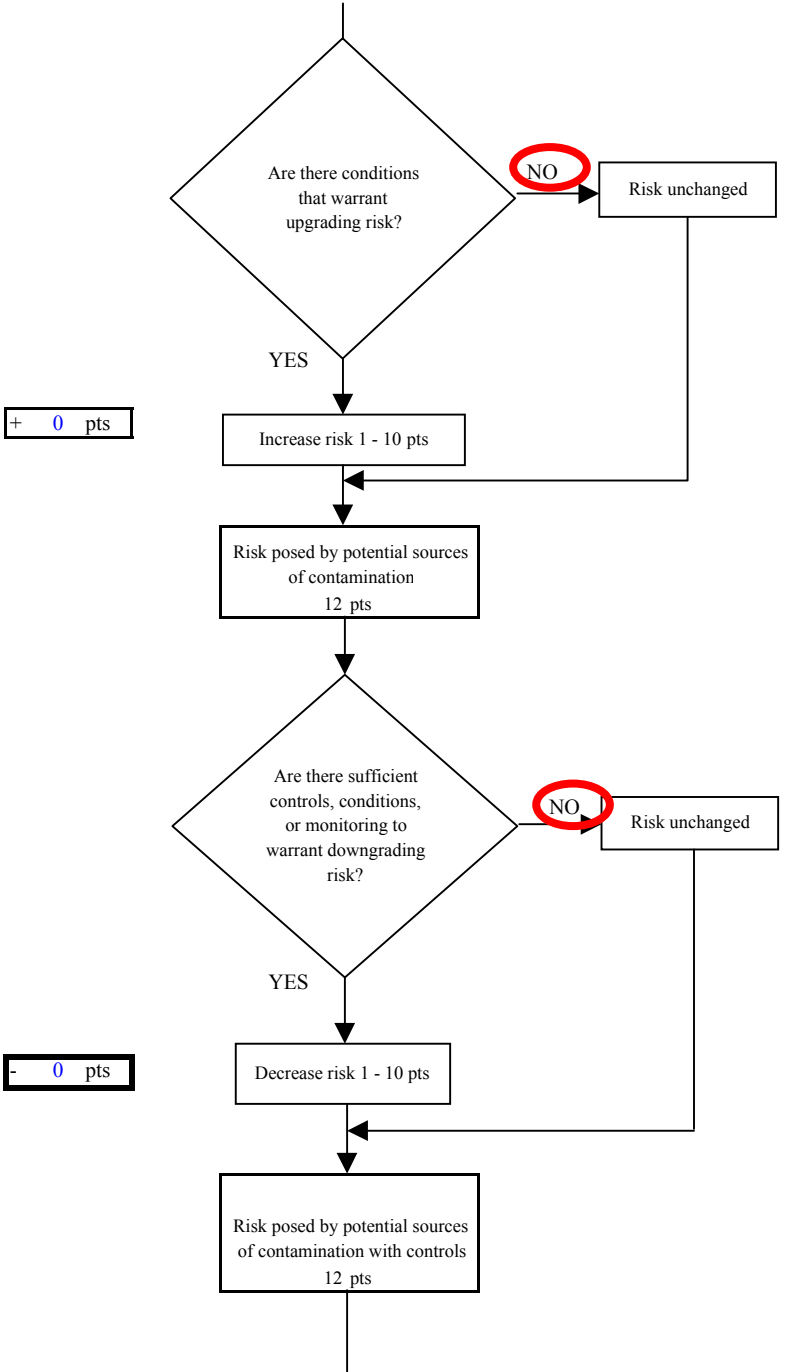 Are there conditions
that warrant
upgrading risk?
NO
Risk unchanged
YES
+ 0 pts
Increase risk 1 - 10 pts
Risk posed by potential sources
of contamination
12 pts
Are there sufficient
controls, conditions,
or monitoring to
warrant downgrading
risk?
NO
Risk unchanged
YES
- 0 pts
Decrease risk 1 - 10 pts
Risk posed by potential sources
of contamination with controls
12 pts